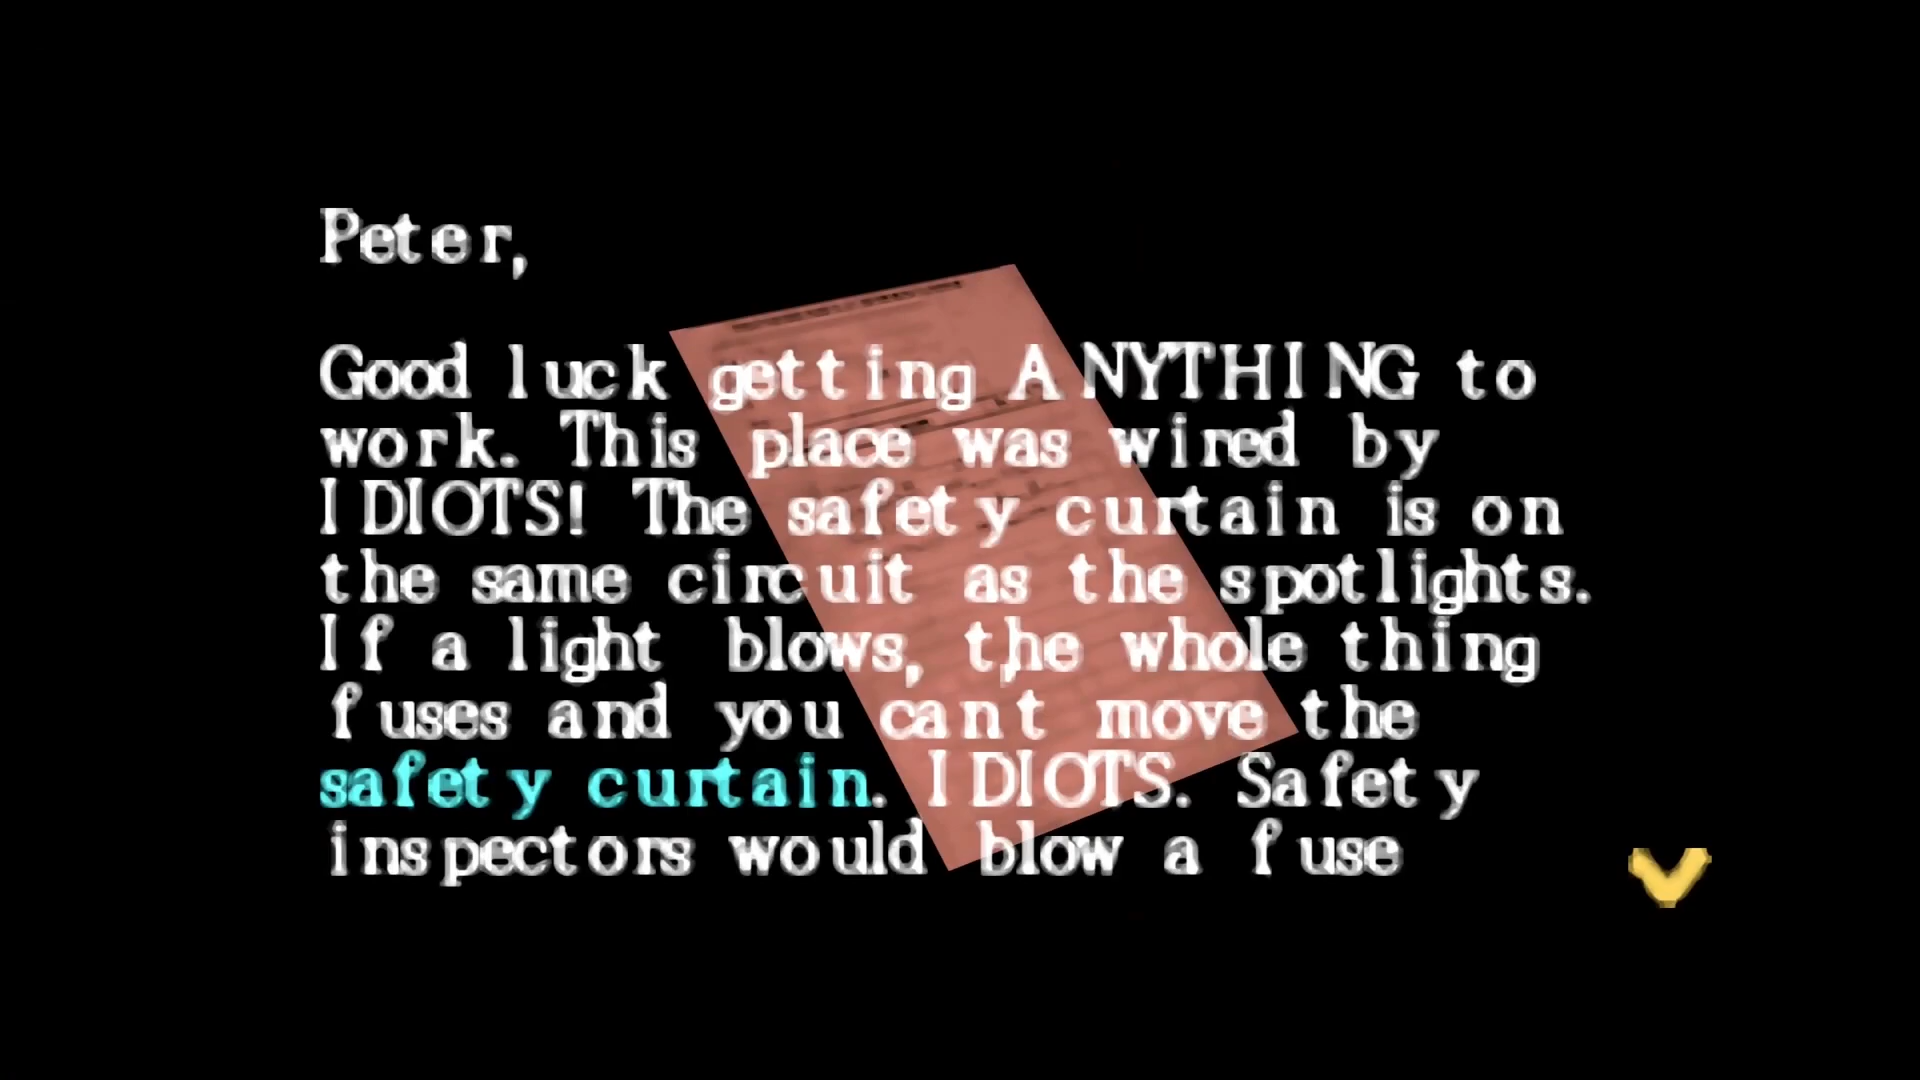 Peter,
Good luck getting ANYTHING to
work. This place was wired by
IDIOTS! The safety curtain is on
the same circuit as the spotlights.
If a light blows, the whole thing
fuses and you cant move the
safety curtain. IDIOTS. Safety
inspectors would blow a fuse